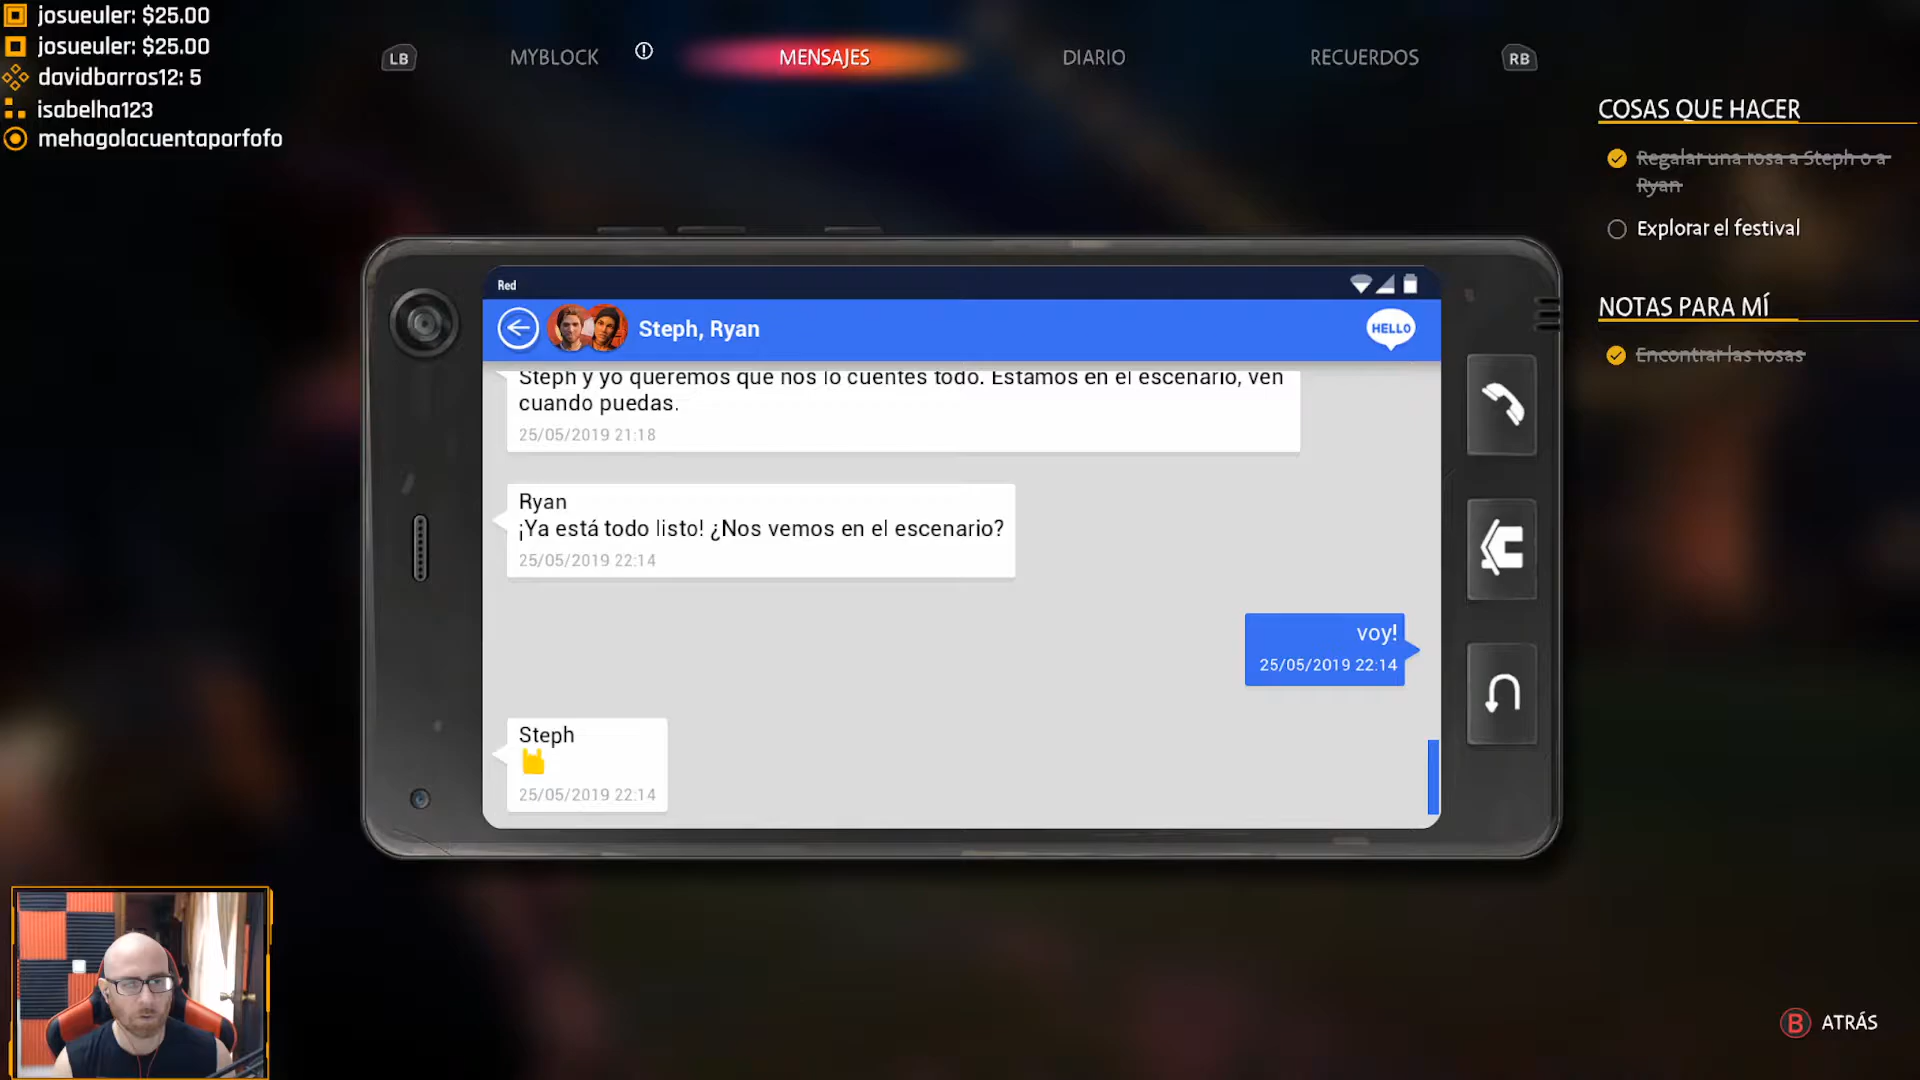 josueuler: $25.00
josueuler: $25.00
davidbarros12: 5
isabelha123
mehagolacuentaporfofo
LB
MYBLOCK
MENSAJES
DIARIO
RECUERDOS
RB
COSAS QUE HACER
Regalar una rosa a Steph o a
Ryan
Explorar el festival
NOTAS PARA MÍ
Encontrar las rosas
Red
Steph, Ryan
HELLO
Steph y yo queremos que nos lo cuentes todo. Estamos en el escenario, ven
cuando puedas.
25/05/2019 21:18
Ryan
¡Ya está todo listo! ¿Nos vemos en el escenario?
25/05/2019 22:14
voy!
25/05/2019 22:14
Steph
25/05/2019 22:14
B ATRÁS